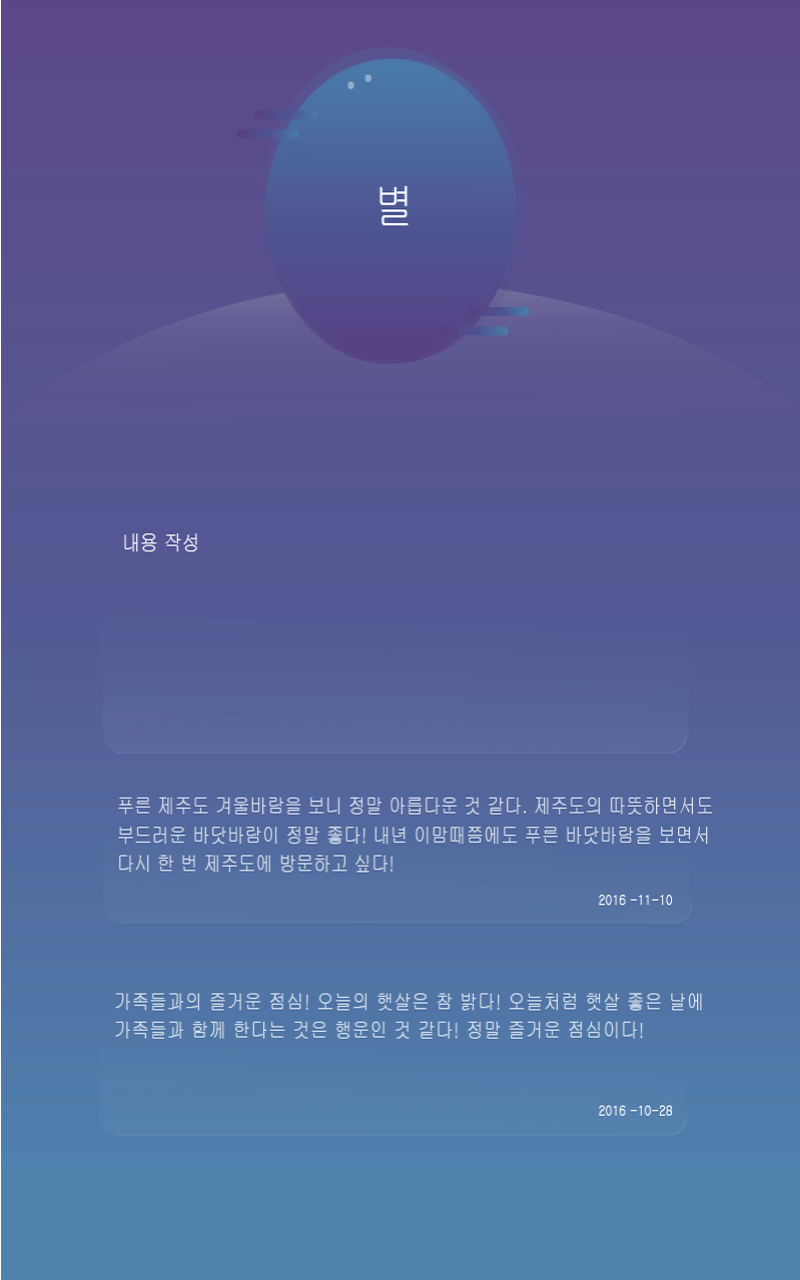 별
내용 작성
푸른 제주도 겨울바람을 보니 정말 아릅다운 것 같다. 제주도의 따뜻하면서도
부드러운 바닷바람이 정말 좋다! 내년 이맘때쯤에도 푸른 바닷바람을 보면서
다시 한 번 제주도에 방문하고 싶다!
2016 -11-10
가족들과의 즐거운 점심! 오늘의 햇살은 참 밝다! 오늘처럼 햇살 좋은 날에
가족들과 함께 한다는 것은 행운인 것 같다! 정말 즐거운 점심이다!
2016 -10-28